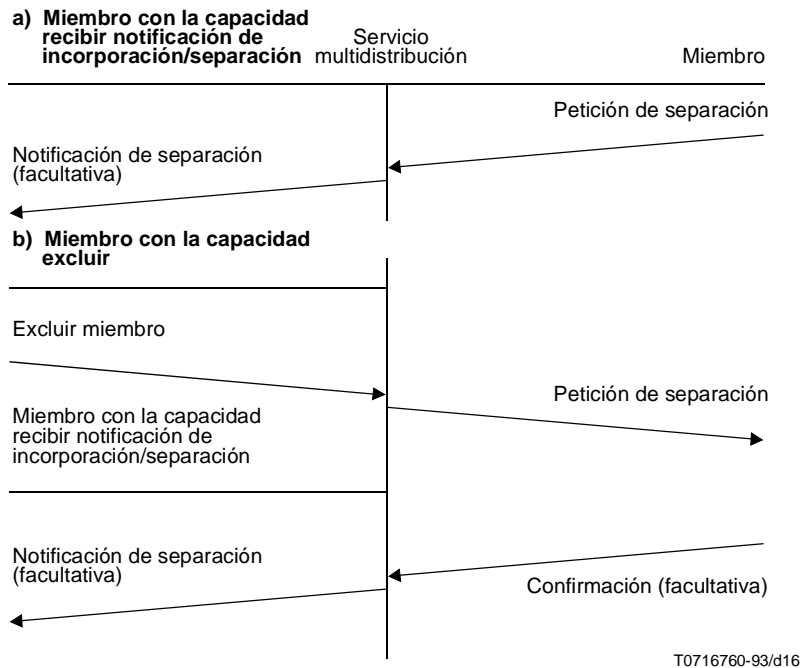 a) Miembro con la capacidad
recibir notificación de
incorporación/separación
Servicio
multidistribución
Miembro
Petición de separación
Notificación de separación
(facultativa)
b) Miembro con la capacidad
excluir
Excluir miembro
Petición de separación
Miembro con la capacidad
recibir notificación de
incorporación/separación
Notificación de separación
(facultativa)
Confirmación (facultativa)
T0716760-93/d16